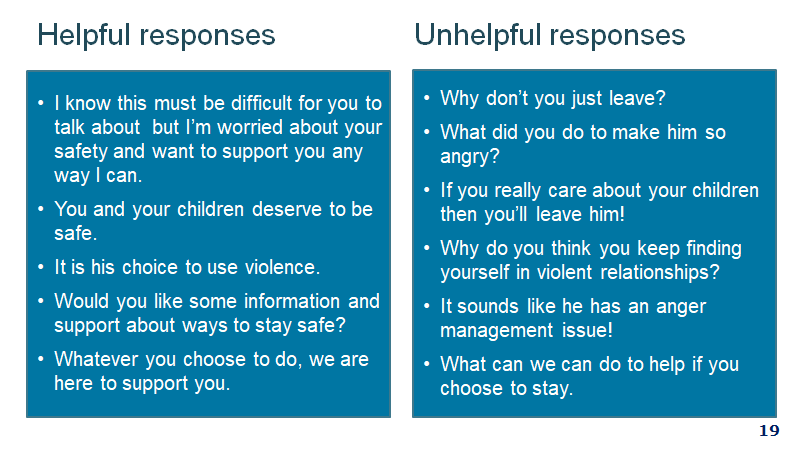 Helpful responses
• I know this must be difficult for you to
talk about but I’m worried about your
safety and want to support you any
way I can.
• You and your children deserve to be
safe.
• It is his choice to use violence.
• Would you like some information and
support about ways to stay safe?
• Whatever you choose to do, we are
here to support you.
Unhelpful responses
• Why don’t you just leave?
• What did you do to make him so
angry?
• If you really care about your children
then you’ll leave him!
• Why do you think you keep finding
yourself in violent relationships?
• It sounds like he has an anger
management issue!
• What can we can do to help if you
choose to stay.
19